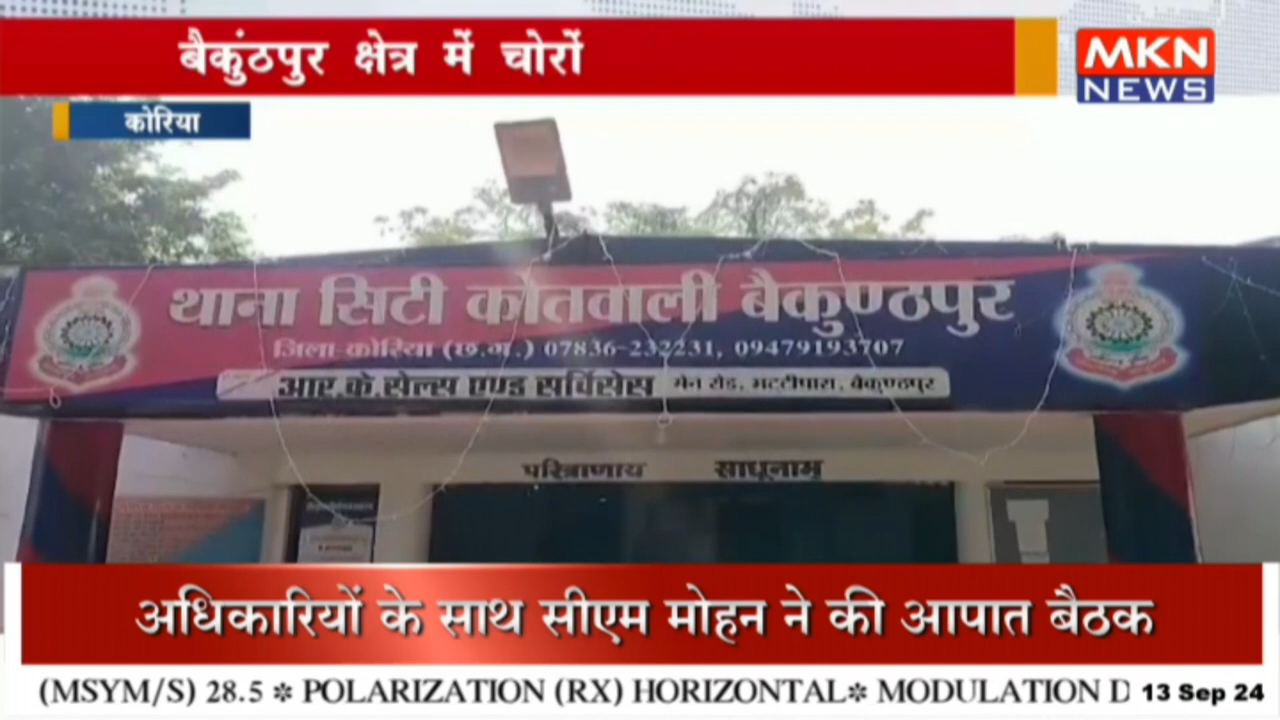 बैकुंठपुर क्षेत्र में चोरों
MKN
NEWS
कोरिया
थाना सिटी कोतवाली बैकुण्ठपुर
जिला-कोरिया (छ.ग.) 07836-232231, 09479193707
आर.के.सेल्स एण्ड सर्विसेस मेन रोड, भट्टीपारा, बैकुण्ठपुर
परित्राणाय साधूनाम
अधिकारियों के साथ सीएम मोहन ने की आपात बैठक
(MSYM/S) 28.5 * POLARIZATION (RX) HORIZONTAL* MODULATION D 13 Sep 24